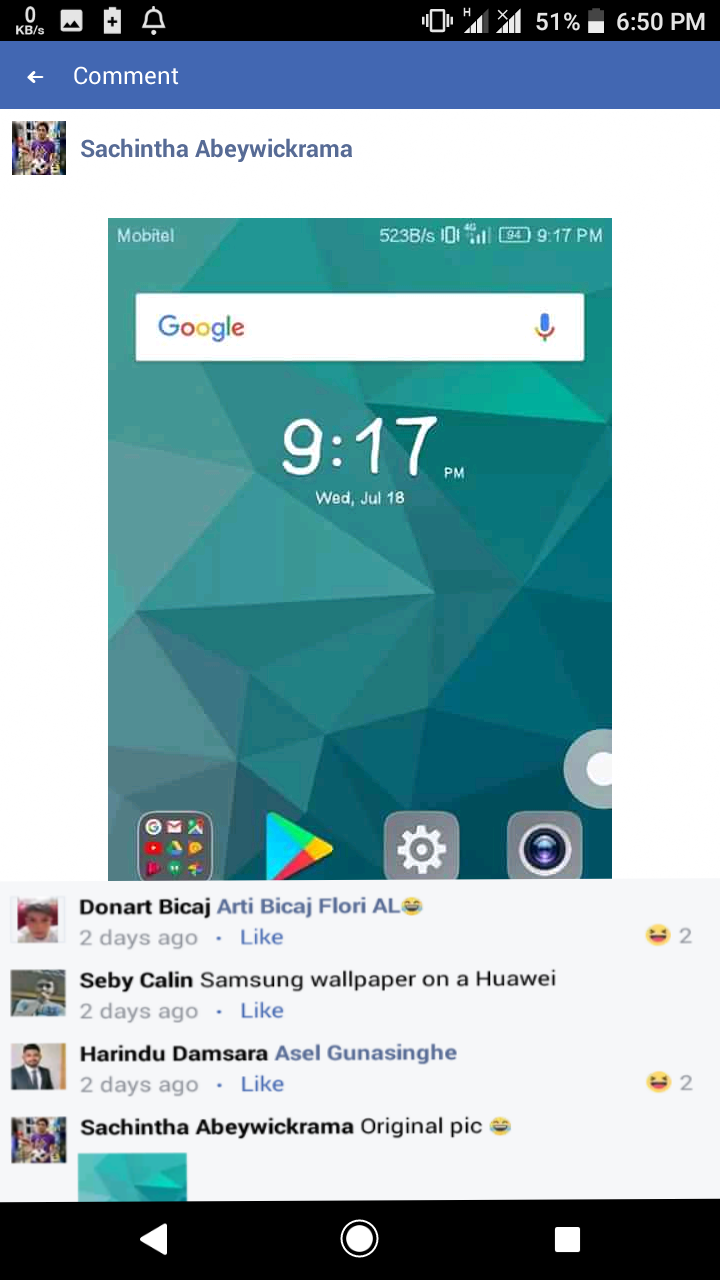 0
KB/s
H
51%
6:50 PM
Comment
Sachintha Abeywickrama
Mobitel
523B/s
4G
94
9:17 PM
Google
9:17
PM
Wed, Jul 18
Donart Bicaj Arti Bicaj Flori AL😂
2 days ago · Like
😆 2
Seby Calin Samsung wallpaper on a Huawei
2 days ago · Like
Harindu Damsara Asel Gunasinghe
2 days ago · Like
😆 2
Sachintha Abeywickrama Original pic 😂